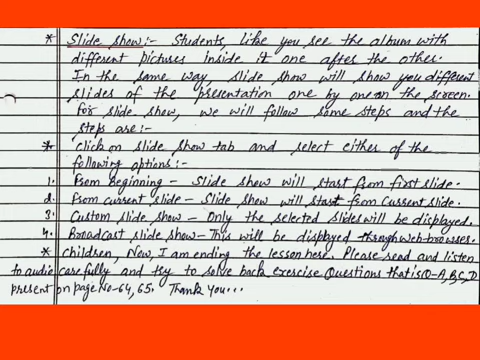 * Slide show:- Students, like you see the album with
different pictures inside it one after the other.
In the same way, slide show will show you different
slides of the presentation one by one on the screen.
for slide show, we will follow some steps and the
steps are:-
* Click on slide show tab and select either of the
following options:-
1. From Beginning - Slide show will start from first slide.
2. From current slide - Slide show will start from current slide.
3. Custom slide show - Only the selected slides will be displayed.
4. Broadcast slide show - This will be displayed through web-browser.
* Children, Now, I am ending the lesson here. Please read and listen
to audio carefully and try to solve back exercise Questions that is Q-A,B,C,D
present on page No-64, 65. Thank you...